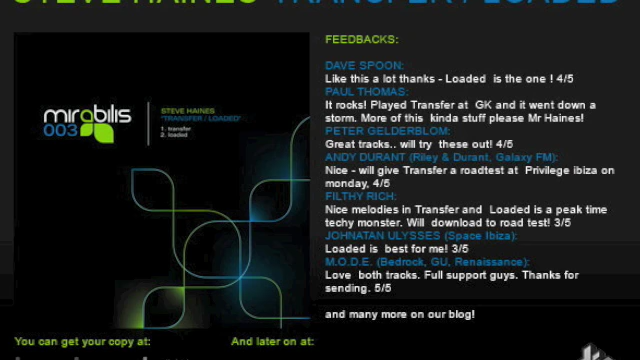 STEVE HAINES TRANSFER / LOADED
mirabilis
003
STEVE HAINES
"TRANSFER / LOADED"
1. transfer
2. loaded
FEEDBACKS:
DAVE SPOON:
Like this a lot thanks - Loaded is the one ! 4/5
PAUL THOMAS:
It rocks! Played Transfer at GK and it went down a
storm. More of this kinda stuff please Mr Haines!
PETER GELDERBLOM:
Great tracks.. will try these out! 4/5
ANDY DURANT (Riley & Durant, Galaxy FM):
Nice - will give Transfer a roadtest at Privilege ibiza on
monday, 4/5
FILTHY RICH:
Nice melodies in Transfer and Loaded is a peak time
techy monster. Will download to road test! 3/5
JOHNATAN ULYSSES (Space Ibiza):
Loaded is best for me! 3/5
M.O.D.E. (Bedrock, GU, Renaissance):
Love both tracks. Full support guys. Thanks for
sending. 5/5
and many more on our blog!
You can get your copy at:
And later on at: